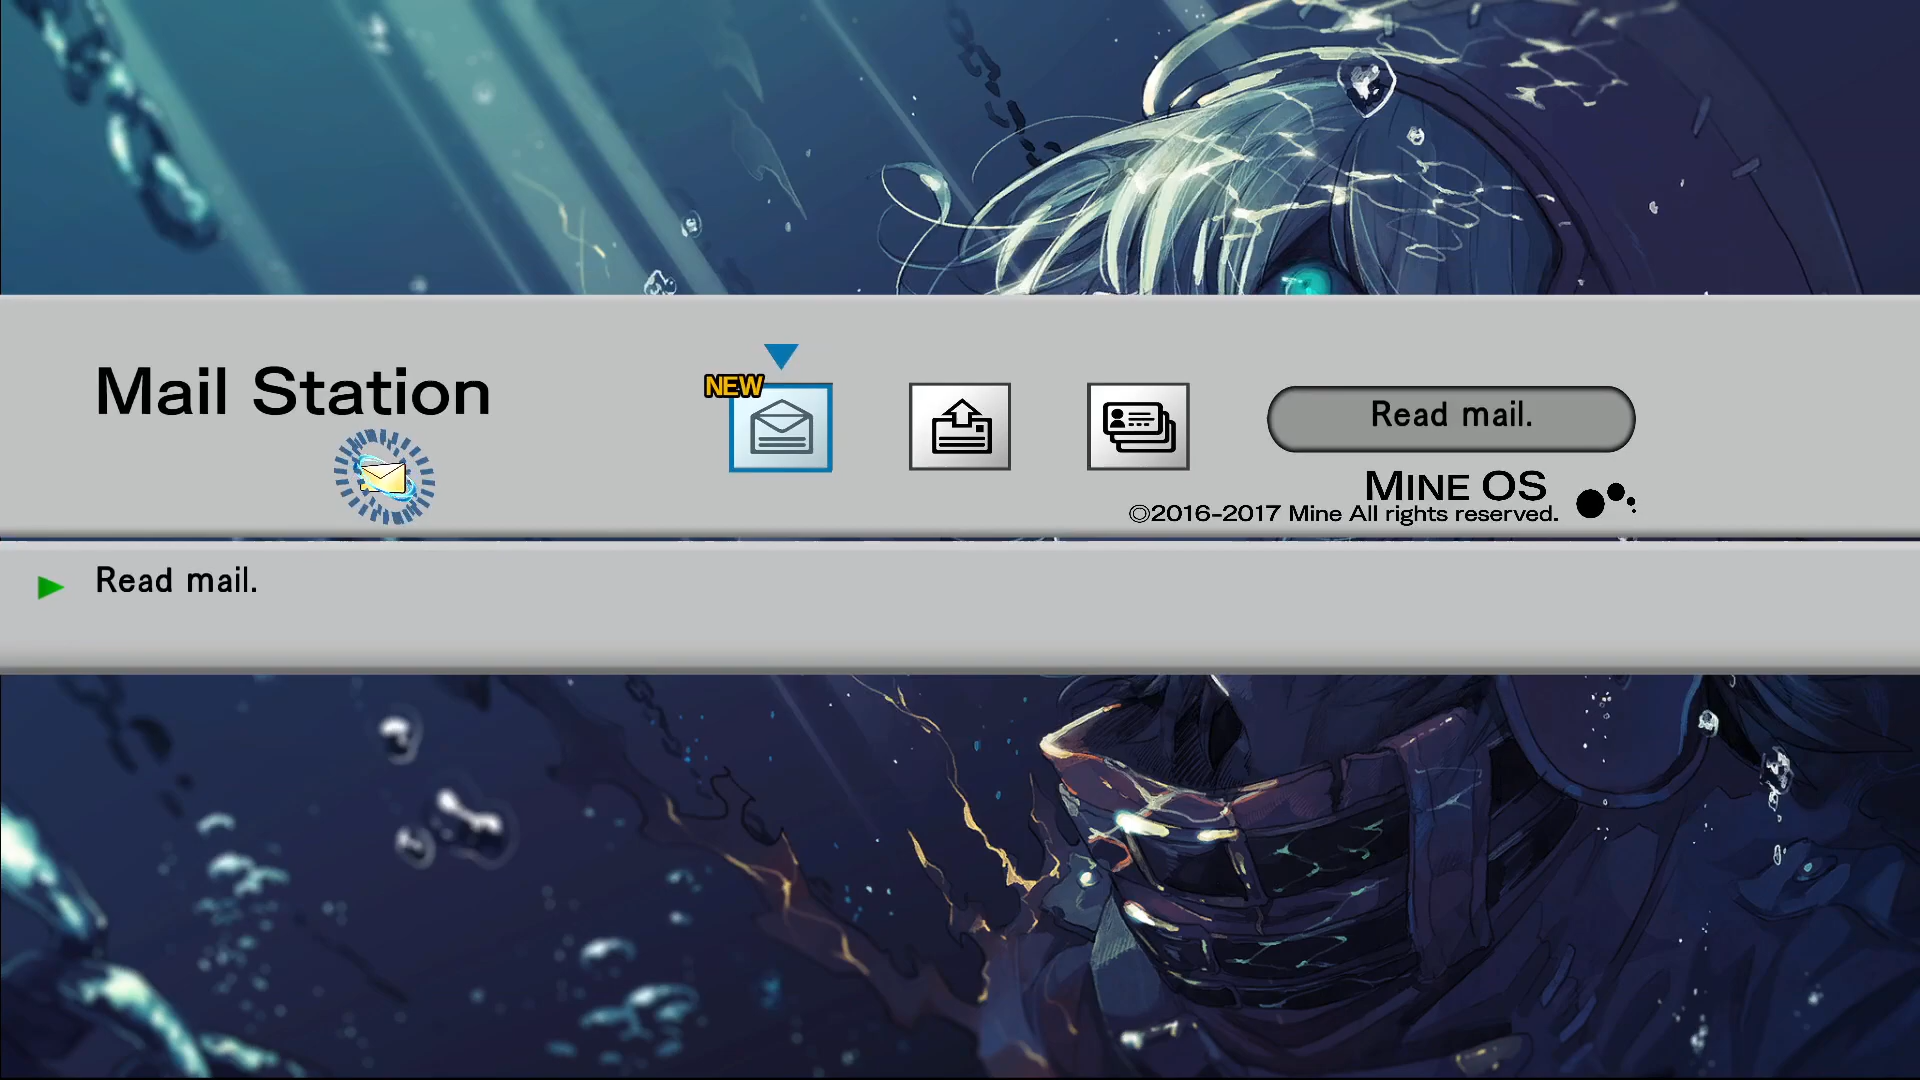 Mail Station
NEW
Read mail.
MINE OS
©2016-2017 Mine All rights reserved.
Read mail.